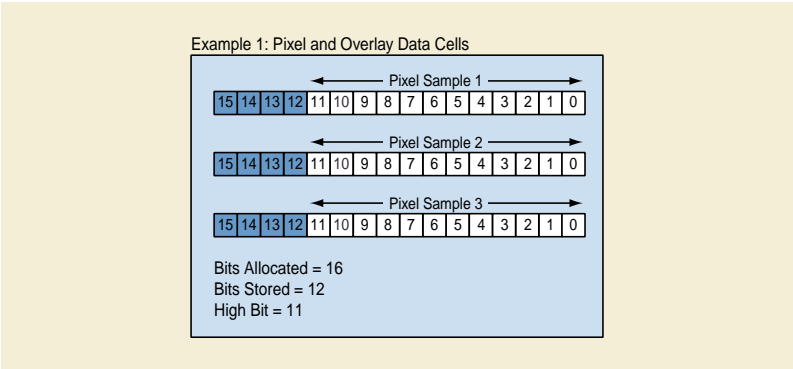 Example 1: Pixel and Overlay Data Cells
Pixel Sample 1
15 14 13 12 11 10 9 8 7 6 5 4 3 2 1 0
Pixel Sample 2
15 14 13 12 11 10 9 8 7 6 5 4 3 2 1 0
Pixel Sample 3
15 14 13 12 11 10 9 8 7 6 5 4 3 2 1 0
Bits Allocated = 16
Bits Stored = 12
High Bit = 11